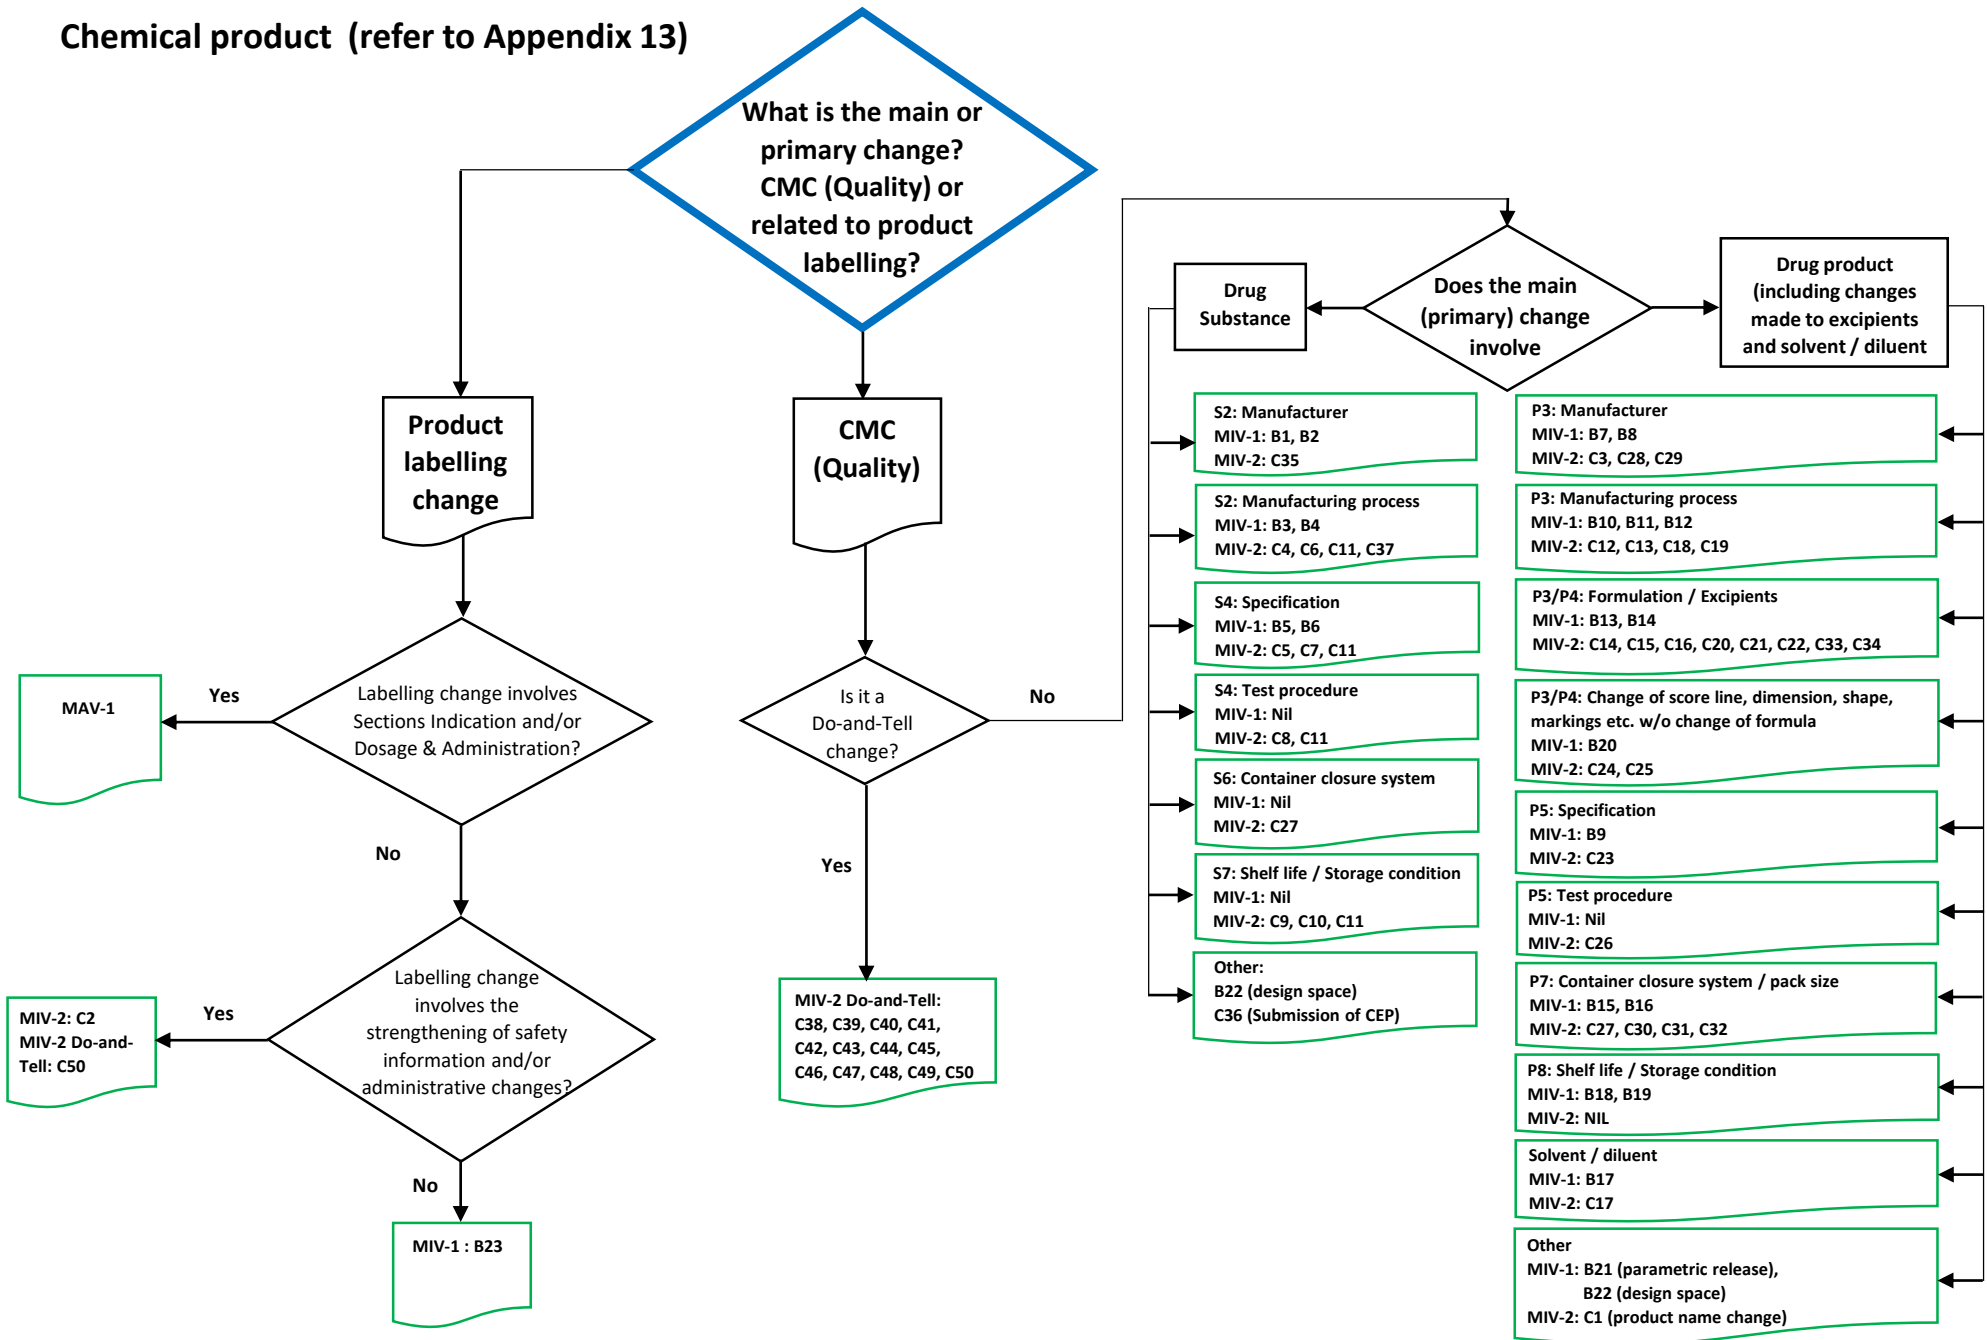 Chemical product (refer to Appendix 13)
What is the main or
primary change?
CMC (Quality) or
related to product
labelling?
Product
labelling
change
CMC
(Quality)
Labelling change involves
Sections Indication and/or
Dosage & Administration?
Yes
MAV-1
No
Labelling change
involves the
strengthening of safety
information and/or
administrative changes?
Yes
MIV-2: C2
MIV-2 Do-and-
Tell: C50
No
MIV-1 : B23
Is it a
Do-and-Tell
change?
No
Yes
MIV-2 Do-and-Tell:
C38, C39, C40, C41,
C42, C43, C44, C45,
C46, C47, C48, C49, C50
Does the main
(primary) change
involve
Drug
Substance
S2: Manufacturer
MIV-1: B1, B2
MIV-2: C35
S2: Manufacturing process
MIV-1: B3, B4
MIV-2: C4, C6, C11, C37
S4: Specification
MIV-1: B5, B6
MIV-2: C5, C7, C11
S4: Test procedure
MIV-1: Nil
MIV-2: C8, C11
S6: Container closure system
MIV-1: Nil
MIV-2: C27
S7: Shelf life / Storage condition
MIV-1: Nil
MIV-2: C9, C10, C11
Other:
B22 (design space)
C36 (Submission of CEP)
Drug product
(including changes
made to excipients
and solvent / diluent
P3: Manufacturer
MIV-1: B7, B8
MIV-2: C3, C28, C29
P3: Manufacturing process
MIV-1: B10, B11, B12
MIV-2: C12, C13, C18, C19
P3/P4: Formulation / Excipients
MIV-1: B13, B14
MIV-2: C14, C15, C16, C20, C21, C22, C33, C34
P3/P4: Change of score line, dimension, shape,
markings etc. w/o change of formula
MIV-1: B20
MIV-2: C24, C25
P5: Specification
MIV-1: B9
MIV-2: C23
P5: Test procedure
MIV-1: Nil
MIV-2: C26
P7: Container closure system / pack size
MIV-1: B15, B16
MIV-2: C27, C30, C31, C32
P8: Shelf life / Storage condition
MIV-1: B18, B19
MIV-2: NIL
Solvent / diluent
MIV-1: B17
MIV-2: C17
Other
MIV-1: B21 (parametric release),
B22 (design space)
MIV-2: C1 (product name change)